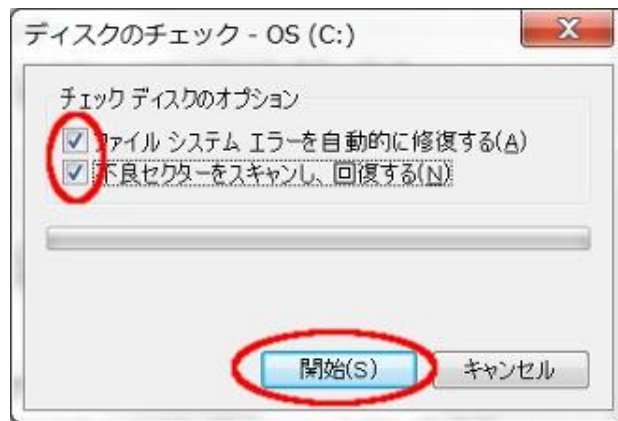 ディスクのチェック - OS (C:)
チェック ディスクのオプション
ファイル システム エラーを自動的に修復する(A)
不良セクターをスキャンし、回復する(N)
開始(S)
キャンセル